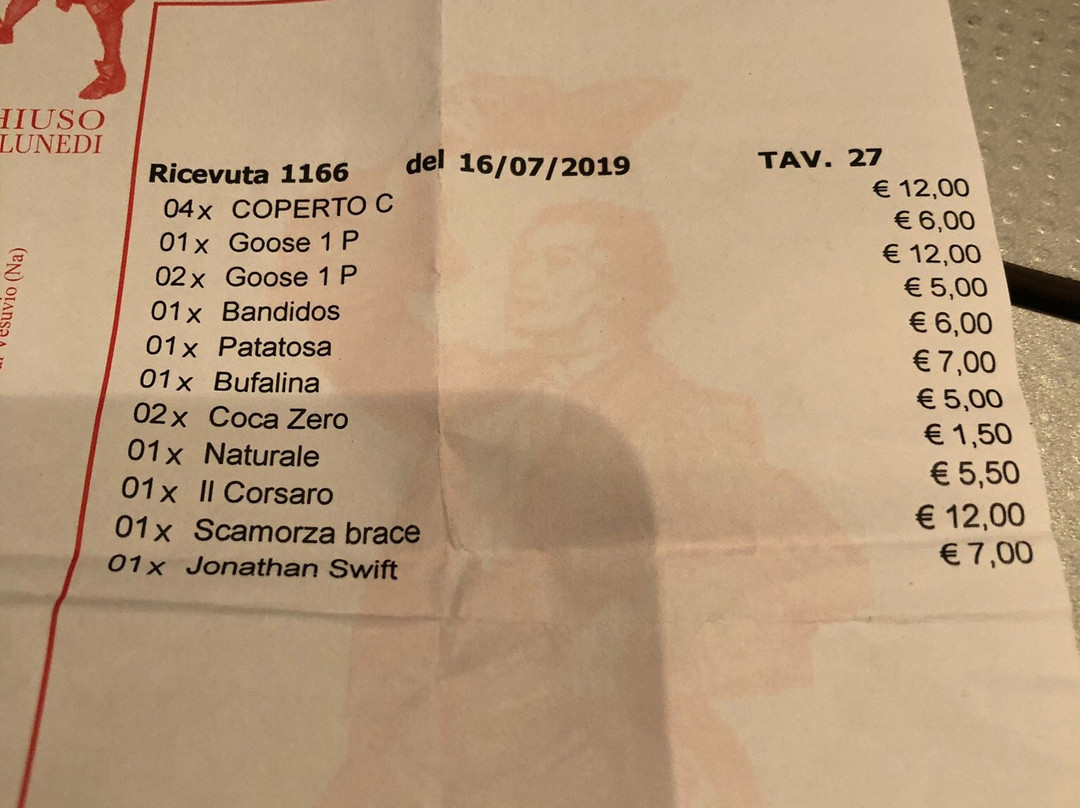 HIUSO
LUNEDI
Vesuvio (Na)
Ricevuta 1166 del 16/07/2019 TAV. 27
04x COPERTO C € 12,00
01x Goose 1 P € 6,00
02x Goose 1 P € 12,00
01x Bandidos € 5,00
01x Patatosa € 6,00
01x Bufalina € 7,00
02x Coca Zero € 5,00
01x Naturale € 1,50
01x Il Corsaro € 5,50
01x Scamorza brace € 12,00
01x Jonathan Swift € 7,00